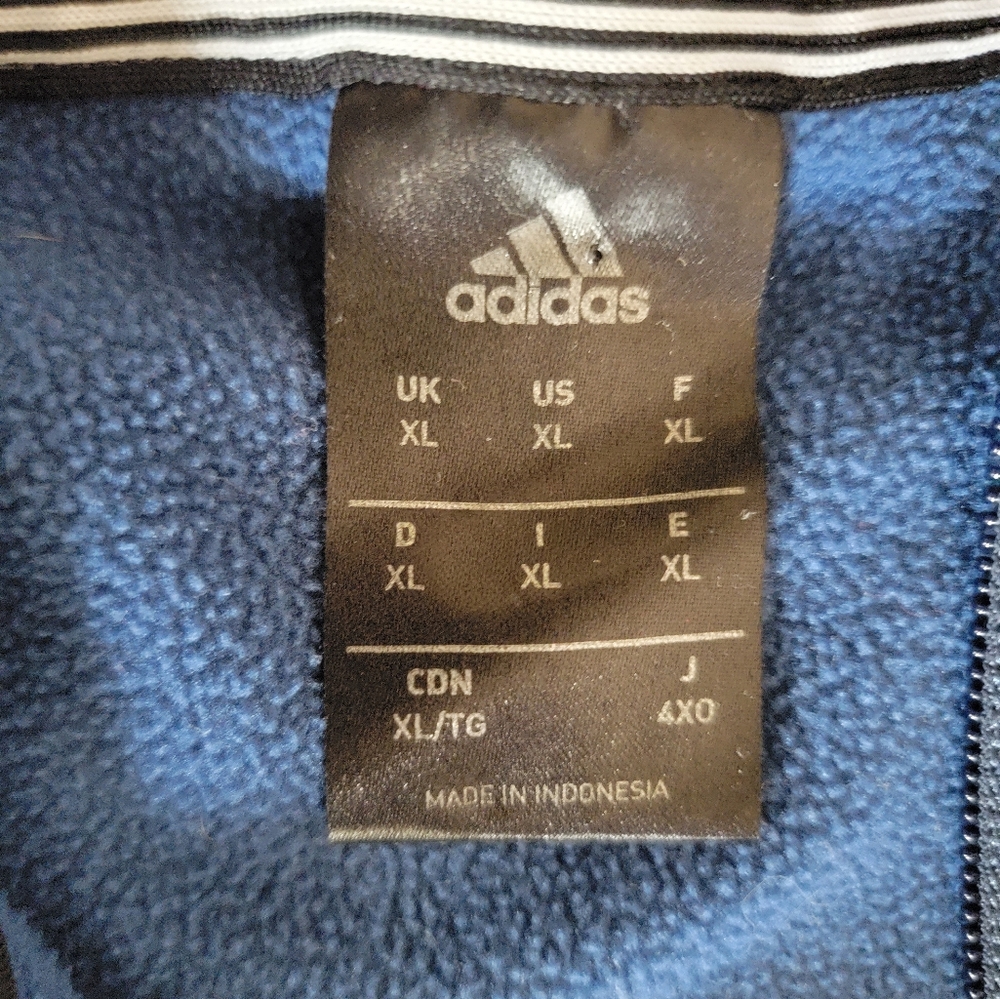 adidas
UK US F
XL XL XL
D I E
XL XL XL
CDN J
XL/TG 4XO
MADE IN INDONESIA